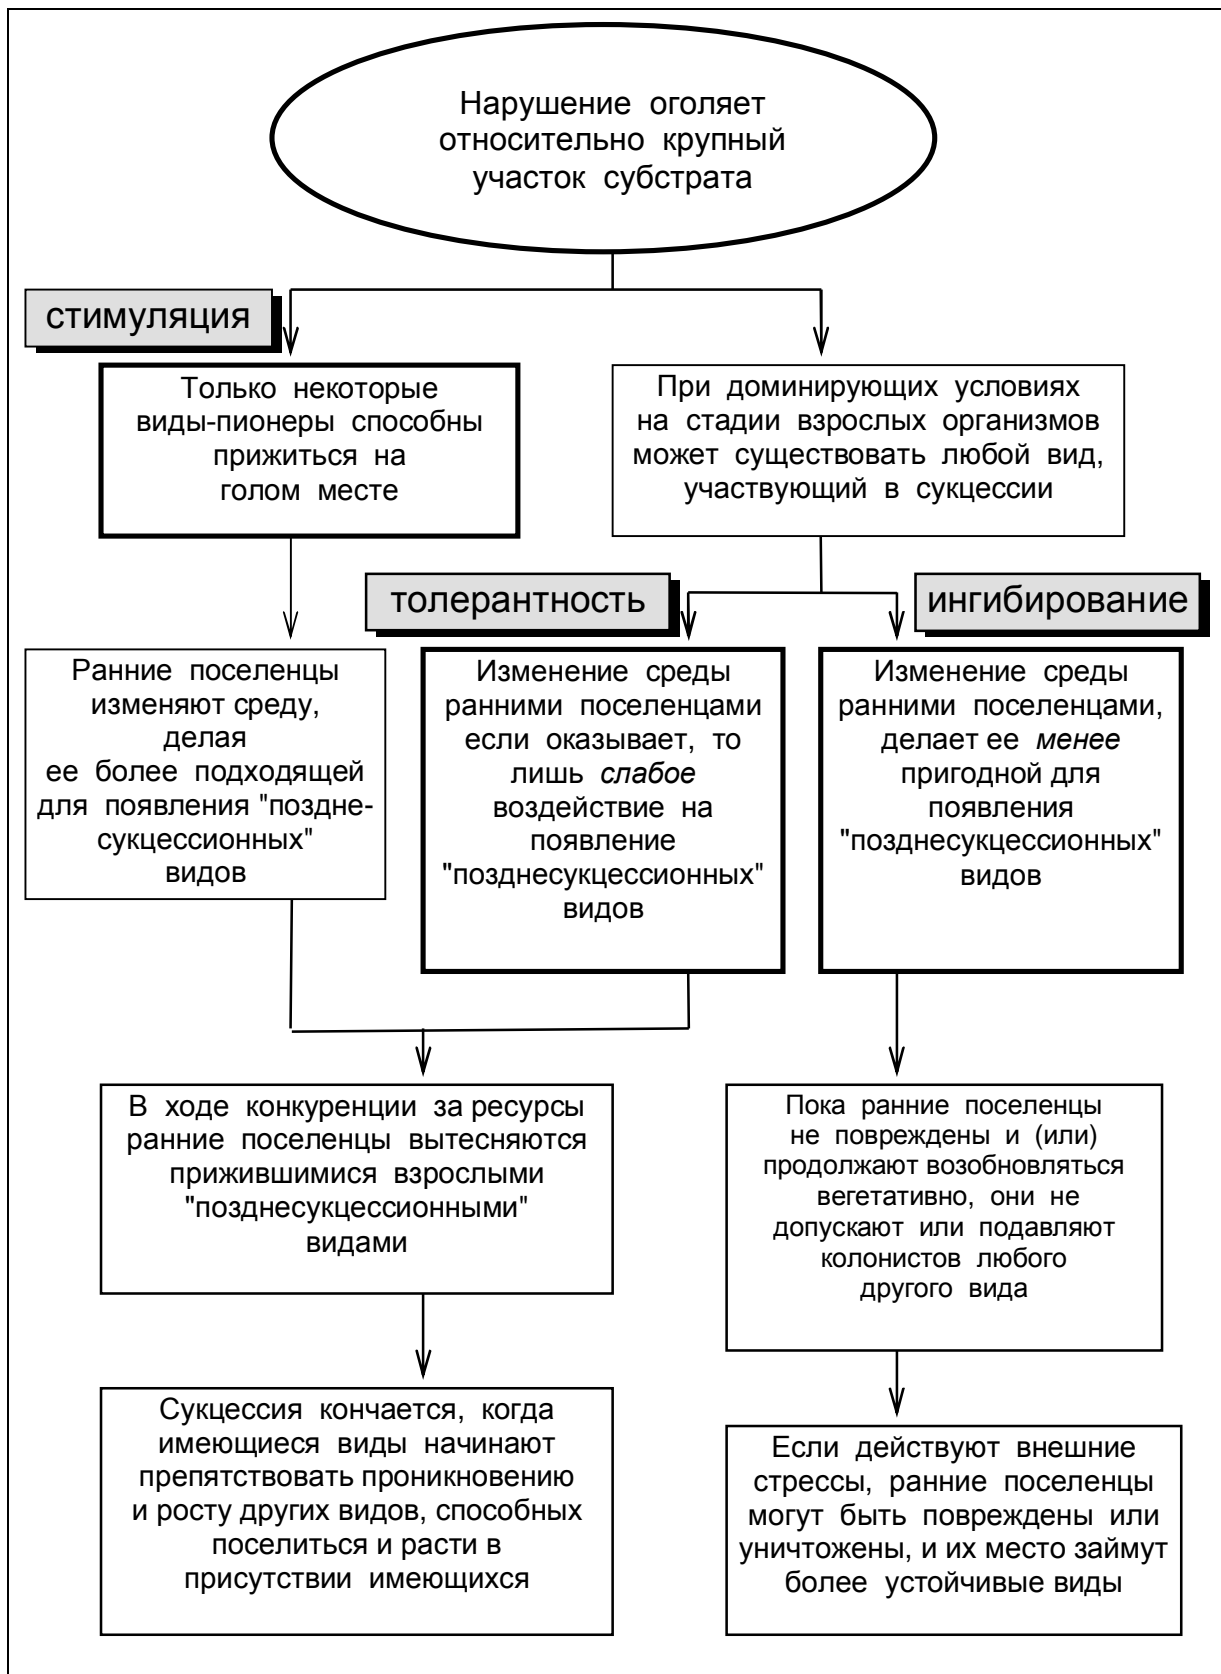 Нарушение оголяет
относительно крупный
участок субстрата
стимуляция
Только некоторые
виды-пионеры способны
прижиться на
голом месте
При доминирующих условиях
на стадии взрослых организмов
может существовать любой вид,
участвующий в сукцессии
толерантность
ингибирование
Ранние поселенцы
изменяют среду,
делая
ее более подходящей
для появления "поздне-
сукцессионных"
видов
Изменение среды
ранними поселенцами
если оказывает, то
лишь слабое
воздействие на
появление
"позднесукцессионных"
видов
Изменение среды
ранними поселенцами,
делает ее менее
пригодной для
появления
"позднесукцессионных"
видов
В ходе конкуренции за ресурсы
ранние поселенцы вытесняются
прижившимися взрослыми
"позднесукцессионными"
видами
Пока ранние поселенцы
не повреждены и (или)
продолжают возобновляться
вегетативно, они не
допускают или подавляют
колонистов любого
другого вида
Сукцессия кончается, когда
имеющиеся виды начинают
препятствовать проникновению
и росту других видов, способных
поселиться и расти в
присутствии имеющихся
Если действуют внешние
стрессы, ранние поселенцы
могут быть повреждены или
уничтожены, и их место займут
более устойчивые виды